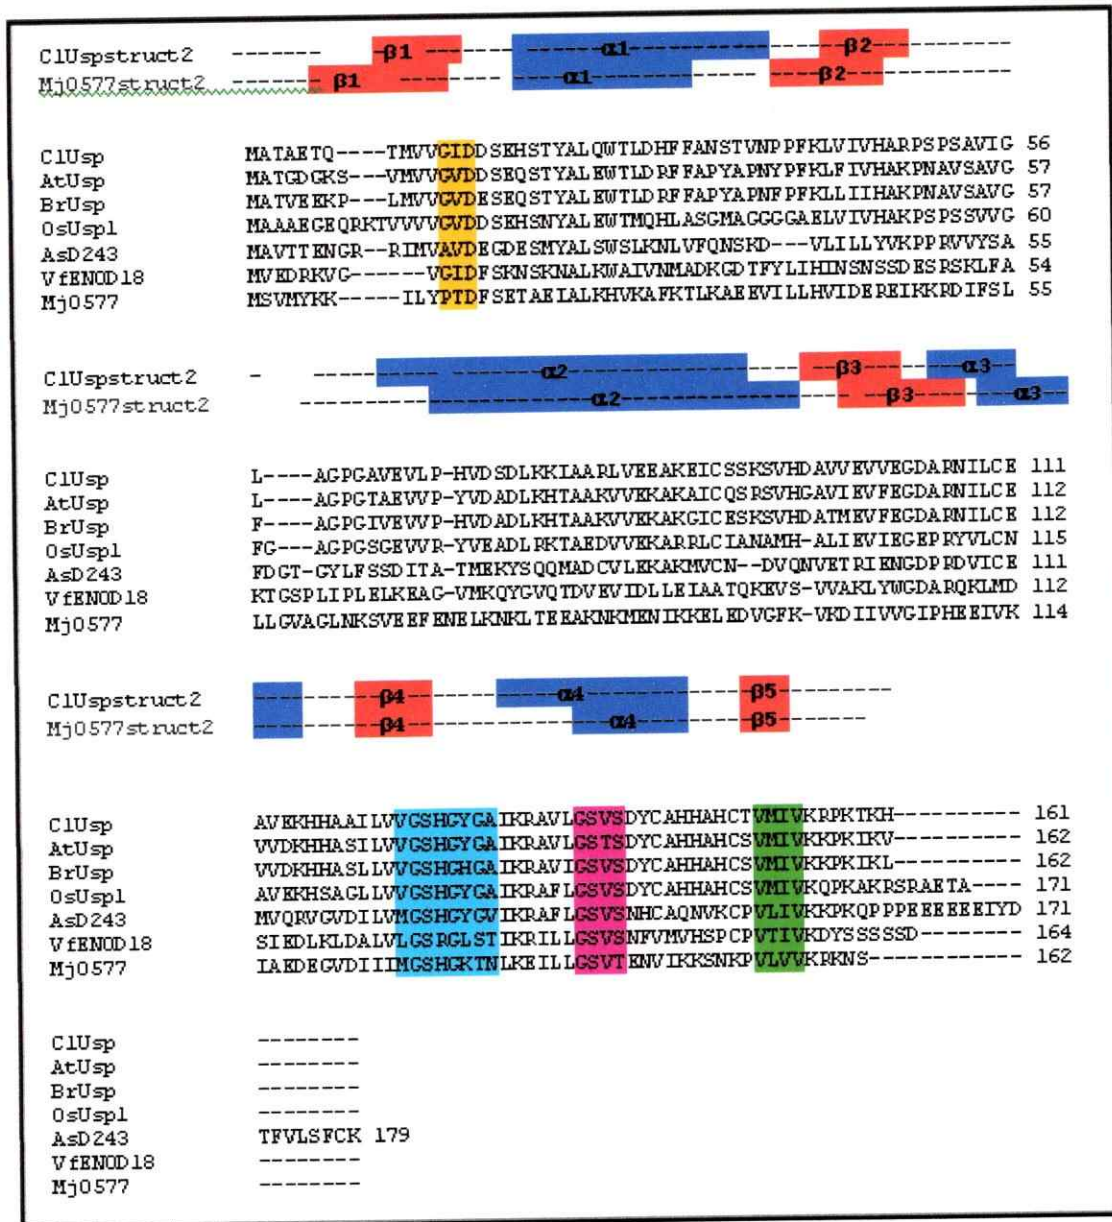 ClUspstruct2 -------β1--------α1--------β2--------
Mj0577struct2 β1--------α1--------β2--------
ClUsp MATAETQ----TMVVGIDDSEHSTYALQWTLDHFFANSTVNPPFKLVIVHARPSPSAVIG 56
AtUsp MATGDGKS---VMVVGVDDSEQSTYALEWTLDRFFAPYAPNYPFKLFIVHAKPNAVSAVG 57
BrUsp MATVEEKP---LMVVGVDESEQSTYALEWTLDRFFAPYAPNFPFKLLIIHAKPNAVSAVG 57
OsUsp1 MAAAEGEQRKTVVVVGVDDSEHSNYALEWTMQHLASGMAGGGGAELVIVHAKPSPSSVVG 60
AsD243 MAVTTENGR--RIMVAVDEGDESMYALSWSLKNLVFQNSKD---VLILLYVKPPRVVYSA 55
VfENOD18 MVEDRKVG------VGIDFSKNSKNALKWAIVNMADKGDTFYLIHINSNSSDESRSKLFA 54
Mj0577 MSVMYKK-----ILYPTDFSETAEIALKHVKAFKTLKAEEVILLHVIDEREIKKRDIFSL 55
ClUspstruct2 - --------α2--------β3------α3----
Mj0577struct2 --------α2--------β3------α3
ClUsp L----AGPGAVEVLP-HVDSDLKKIAARLVEEAKEICSSKSVHDAVVEVVEGDARNILCE 111
AtUsp L----AGPGTAEVVP-YVDADLKHTAAKVVEKAKAICQSRSVHGAVIEVFEGDARNILCE 112
BrUsp F----AGPGIVEVVP-HVDADLKHTAAKVVEKAKGICESKSVHDATMEVFEGDARNILCE 112
OsUsp1 FG---AGPGSGEVVR-YVEADLRKTAEDVVEKARRLCIANAMH-ALIEVIEGEPRYVLCN 115
AsD243 FDGT-GYLFSSDITA-TMEKYSQQMADCVLEKAKMVCN--DVQNVETRIENGDPRDVICE 111
VfENOD18 KTGSPLIPLELKEAG-VMKQYGVQTDVEVIDLLEIAATQKEVS-VVAKLYWGDARQKLMD 112
Mj0577 LLGVAGLNKSVEEFENELKNKLTEEAKNKMENIKKELEDVGFK-VKDIIVVGIPHEEIVK 114
ClUspstruct2 --------β4--------α4--------β5--------
Mj0577struct2 --------β4--------α4--------β5------
ClUsp AVEKHHAAILVVGSHGYGAIKRAVLGSVSDYCAHHAHCTVMIVKRPKTKH---------- 161
AtUsp VVDKHHASILVVGSHGYGAIKRAVLGSTSDYCAHHAHCSVMIVKKPKIKV---------- 162
BrUsp VVDKHHASLLVVGSHGHGAIKRAVIGSVSDYCAHHAHCSVMIVKKPKIKL---------- 162
OsUsp1 AVEKHSAGLLVVGSHGYGAIKRAFLGSVSDYCAHHAHCSVMIVKQPKAKRSRAETA---- 171
AsD243 MVQRVGVDILVMGSHGYGVIKRAFLGSVSNHCAQNVKCPVLIVKKPKQPPPEEEEEEIYD 171
VfENOD18 SIEDLKLDALVLGSRGLSTIKRILLGSVSNFVMVHSPCPVTIVKDYSSSSSD-------- 164
Mj0577 IAEDEGVDIIIMGSHGKTNLKEILLGSVTENVIKKSNKPVLVVKRKNS------------ 162
ClUsp --------
AtUsp --------
BrUsp --------
OsUsp1 --------
AsD243 TFVLSFCK 179
VfENOD18 --------
Mj0577 --------